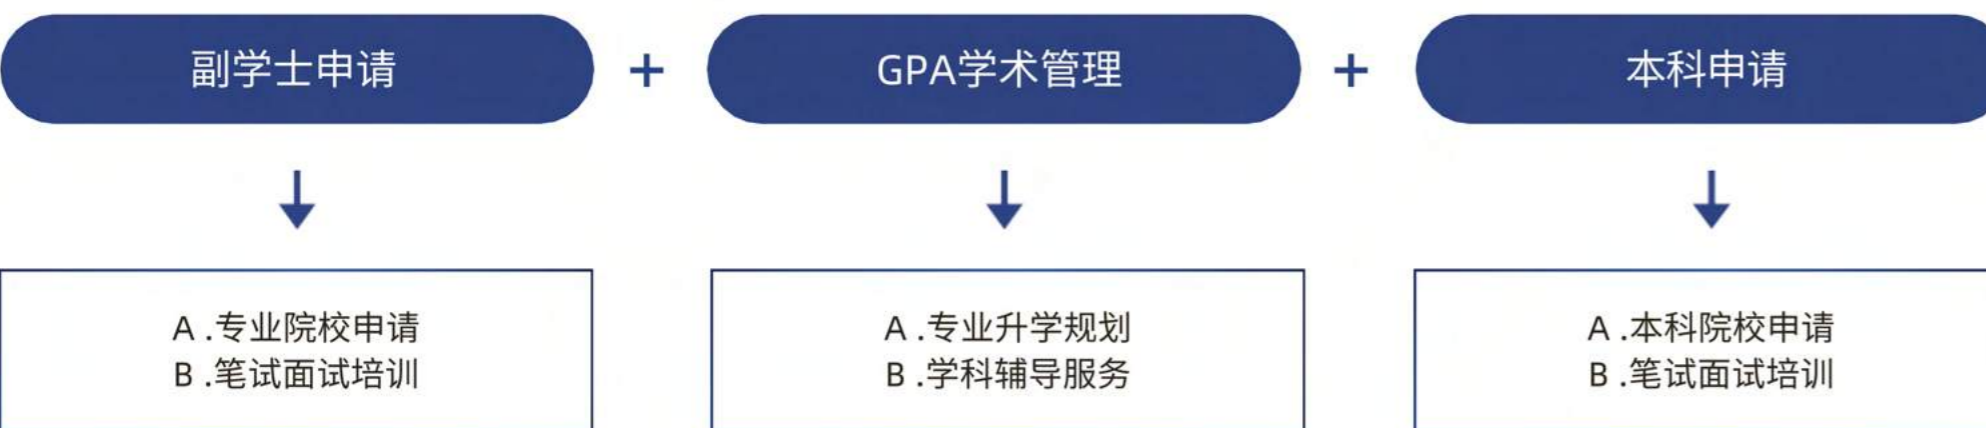 副学士申请
+
GPA学术管理
+
本科申请
A .专业院校申请
B .笔试面试培训
A .专业升学规划
B .学科辅导服务
A .本科院校申请
B .笔试面试培训